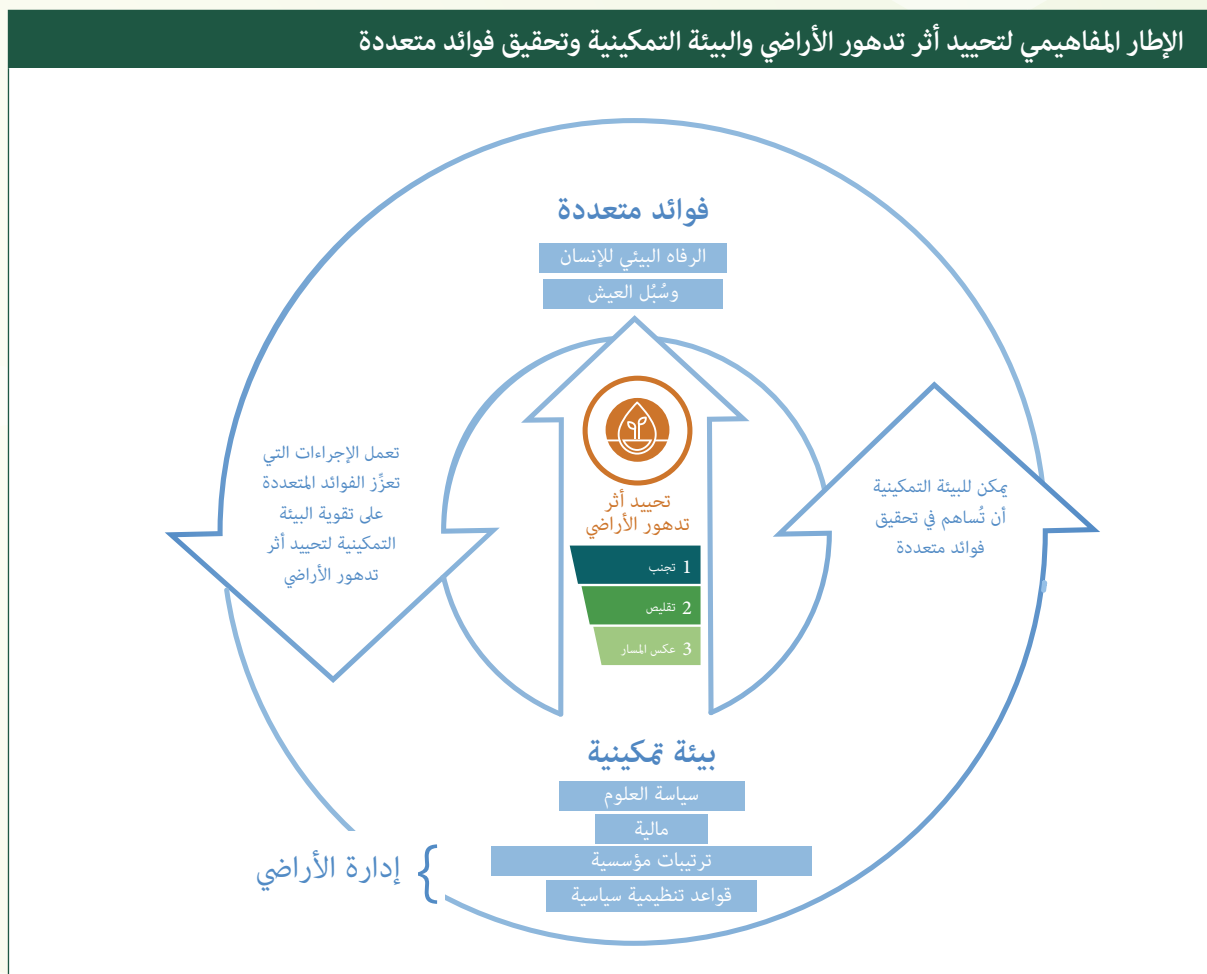 الإطار المفاهيمي لتحييد أثر تدهور الأراضي والبيئة التمكينية وتحقيق فوائد متعددة
فوائد متعددة
الرفاه البيئي للإنسان
وسُبُل العيش
يمكن للبيئة التمكينية
أن تُساهم في تحقيق
فوائد متعددة
تحييد أثر
تدهور الأراضي
1 تجنب
2 تقليص
3 عكس المسار
تعمل الإجراءات التي
تعزِّز الفوائد المتعددة
على تقوية البيئة
التمكينية لتحييد أثر
تدهور الأراضي
بيئة تمكينية
سياسة العلوم
مالية
ترتيبات مؤسسية
قواعد تنظيمية سياسية
إدارة الأراضي